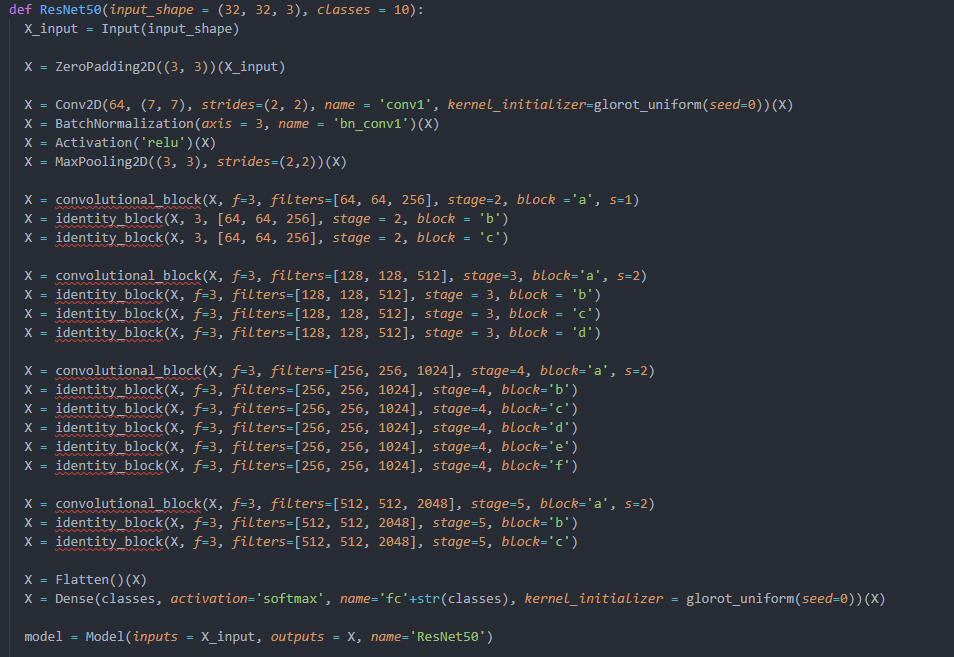 def ResNet50(input_shape = (32, 32, 3), classes = 10):
X_input = Input(input_shape)
X = ZeroPadding2D((3, 3))(X_input)
X = Conv2D(64, (7, 7), strides=(2, 2), name = 'conv1', kernel_initializer=glorot_uniform(seed=0))(X)
X = BatchNormalization(axis = 3, name = 'bn_conv1')(X)
X = Activation('relu')(X)
X = MaxPooling2D((3, 3), strides=(2,2))(X)
X = convolutional_block(X, f=3, filters=[64, 64, 256], stage=2, block ='a', s=1)
X = identity_block(X, 3, [64, 64, 256], stage = 2, block = 'b')
X = identity_block(X, 3, [64, 64, 256], stage = 2, block = 'c')
X = convolutional_block(X, f=3, filters=[128, 128, 512], stage=3, block='a', s=2)
X = identity_block(X, f=3, filters=[128, 128, 512], stage = 3, block = 'b')
X = identity_block(X, f=3, filters=[128, 128, 512], stage = 3, block = 'c')
X = identity_block(X, f=3, filters=[128, 128, 512], stage = 3, block = 'd')
X = convolutional_block(X, f=3, filters=[256, 256, 1024], stage=4, block='a', s=2)
X = identity_block(X, f=3, filters=[256, 256, 1024], stage=4, block='b')
X = identity_block(X, f=3, filters=[256, 256, 1024], stage=4, block='c')
X = identity_block(X, f=3, filters=[256, 256, 1024], stage=4, block='d')
X = identity_block(X, f=3, filters=[256, 256, 1024], stage=4, block='e')
X = identity_block(X, f=3, filters=[256, 256, 1024], stage=4, block='f')
X = convolutional_block(X, f=3, filters=[512, 512, 2048], stage=5, block='a', s=2)
X = identity_block(X, f=3, filters=[512, 512, 2048], stage=5, block='b')
X = identity_block(X, f=3, filters=[512, 512, 2048], stage=5, block='c')
X = Flatten()(X)
X = Dense(classes, activation='softmax', name='fc'+str(classes), kernel_initializer = glorot_uniform(seed=0))(X)
model = Model(inputs = X_input, outputs = X, name='ResNet50')